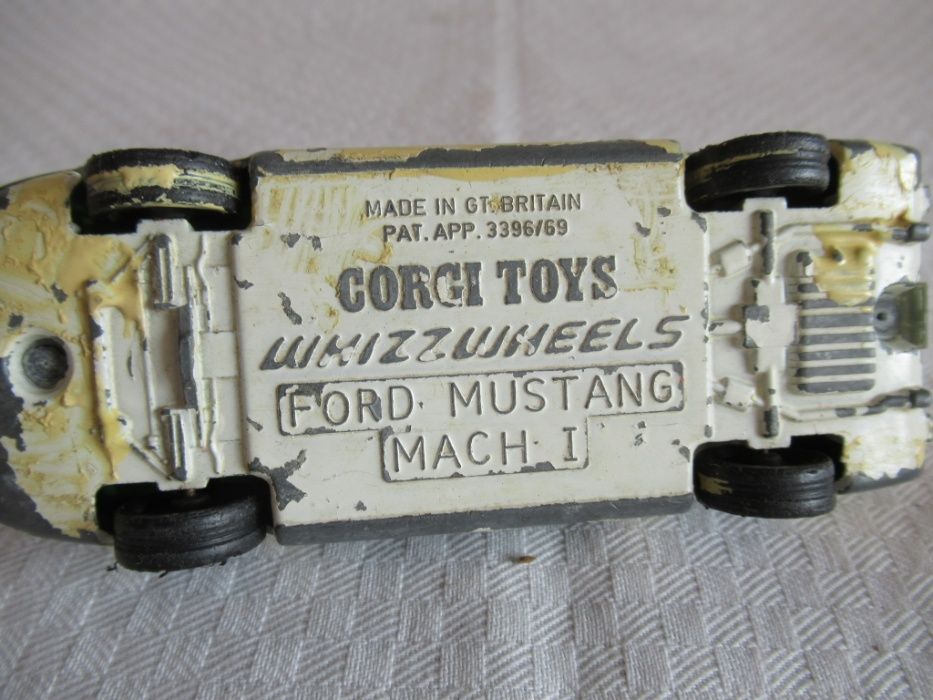 MADE IN GT. BRITAIN
PAT. APP. 3396/69
CORGI TOYS
WHIZZWHEELS
FORD MUSTANG
MACH I